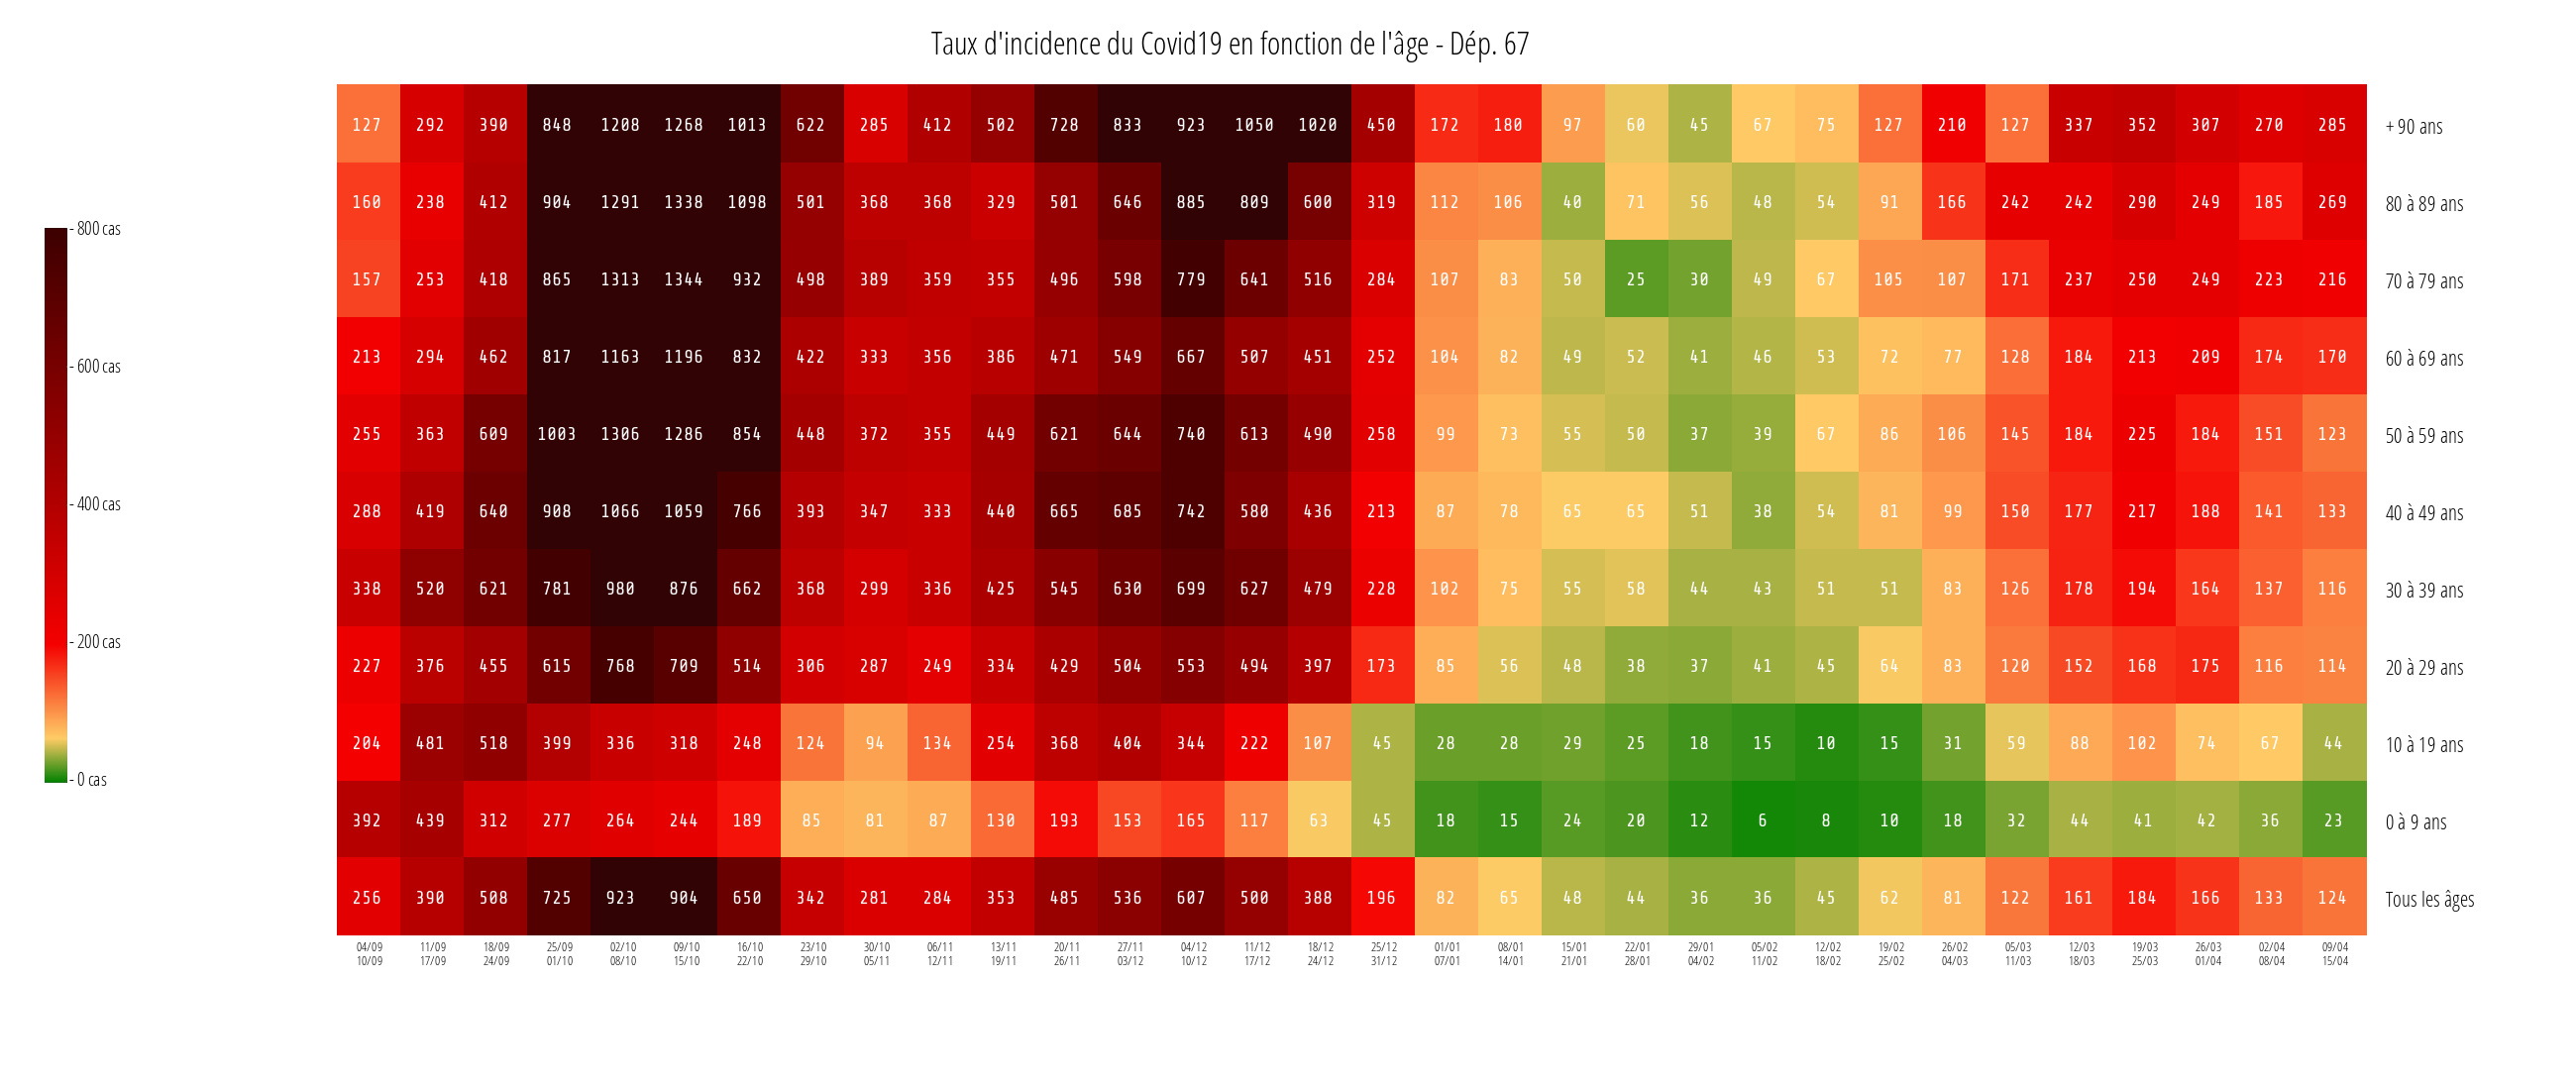 Taux d'incidence du Covid19 en fonction de l'âge - Dép. 67
127 292 390 848 1208 1268 1013 622 285 412 502 728 833 923 1050 1020 450 172 180 97 60 45 67 75 127 210 127 337 352 307 270 285 + 90 ans
160 238 412 904 1291 1338 1098 501 368 368 329 501 646 885 809 600 319 112 106 40 71 56 48 54 91 166 242 242 290 249 185 269 80 à 89 ans
157 253 418 865 1313 1344 932 498 389 359 355 496 598 779 641 516 284 107 83 50 25 30 49 67 105 107 171 237 250 249 223 216 70 à 79 ans
213 294 462 817 1163 1196 832 422 333 356 386 471 549 667 507 451 252 104 82 49 52 41 46 53 72 77 128 184 213 209 174 170 60 à 69 ans
255 363 609 1003 1306 1286 854 448 372 355 449 621 644 740 613 490 258 99 73 55 50 37 39 67 86 106 145 184 225 184 151 123 50 à 59 ans
288 419 640 908 1066 1059 766 393 347 333 440 665 685 742 580 436 213 87 78 65 65 51 38 54 81 99 150 177 217 188 141 133 40 à 49 ans
338 520 621 781 980 876 662 368 299 336 425 545 630 699 627 479 228 102 75 55 58 44 43 51 51 83 126 178 194 164 137 116 30 à 39 ans
227 376 455 615 768 709 514 306 287 249 334 429 504 553 494 397 173 85 56 48 38 37 41 45 64 83 120 152 168 175 116 114 20 à 29 ans
204 481 518 399 336 318 248 124 94 134 254 368 404 344 222 107 45 28 28 29 25 18 15 10 15 31 59 88 102 74 67 44 10 à 19 ans
392 439 312 277 264 244 189 85 81 87 130 193 153 165 117 63 45 18 15 24 20 12 6 8 10 18 32 44 41 42 36 23 0 à 9 ans
256 390 508 725 923 904 650 342 281 284 353 485 536 607 500 388 196 82 65 48 44 36 36 45 62 81 122 161 184 166 133 124 Tous les âges
04/09 11/09 18/09 25/09 02/10 09/10 16/10 23/10 30/10 06/11 13/11 20/11 27/11 04/12 11/12 18/12 25/12 01/01 08/01 15/01 22/01 29/01 05/02 12/02 19/02 26/02 05/03 12/03 19/03 26/03 02/04 09/04
10/09 17/09 24/09 01/10 08/10 15/10 22/10 29/10 05/11 12/11 19/11 26/11 03/12 10/12 17/12 24/12 31/12 07/01 14/01 21/01 28/01 04/02 11/02 18/02 25/02 04/03 11/03 18/03 25/03 01/04 08/04 15/04
- 800 cas
- 600 cas
- 400 cas
- 200 cas
- 0 cas